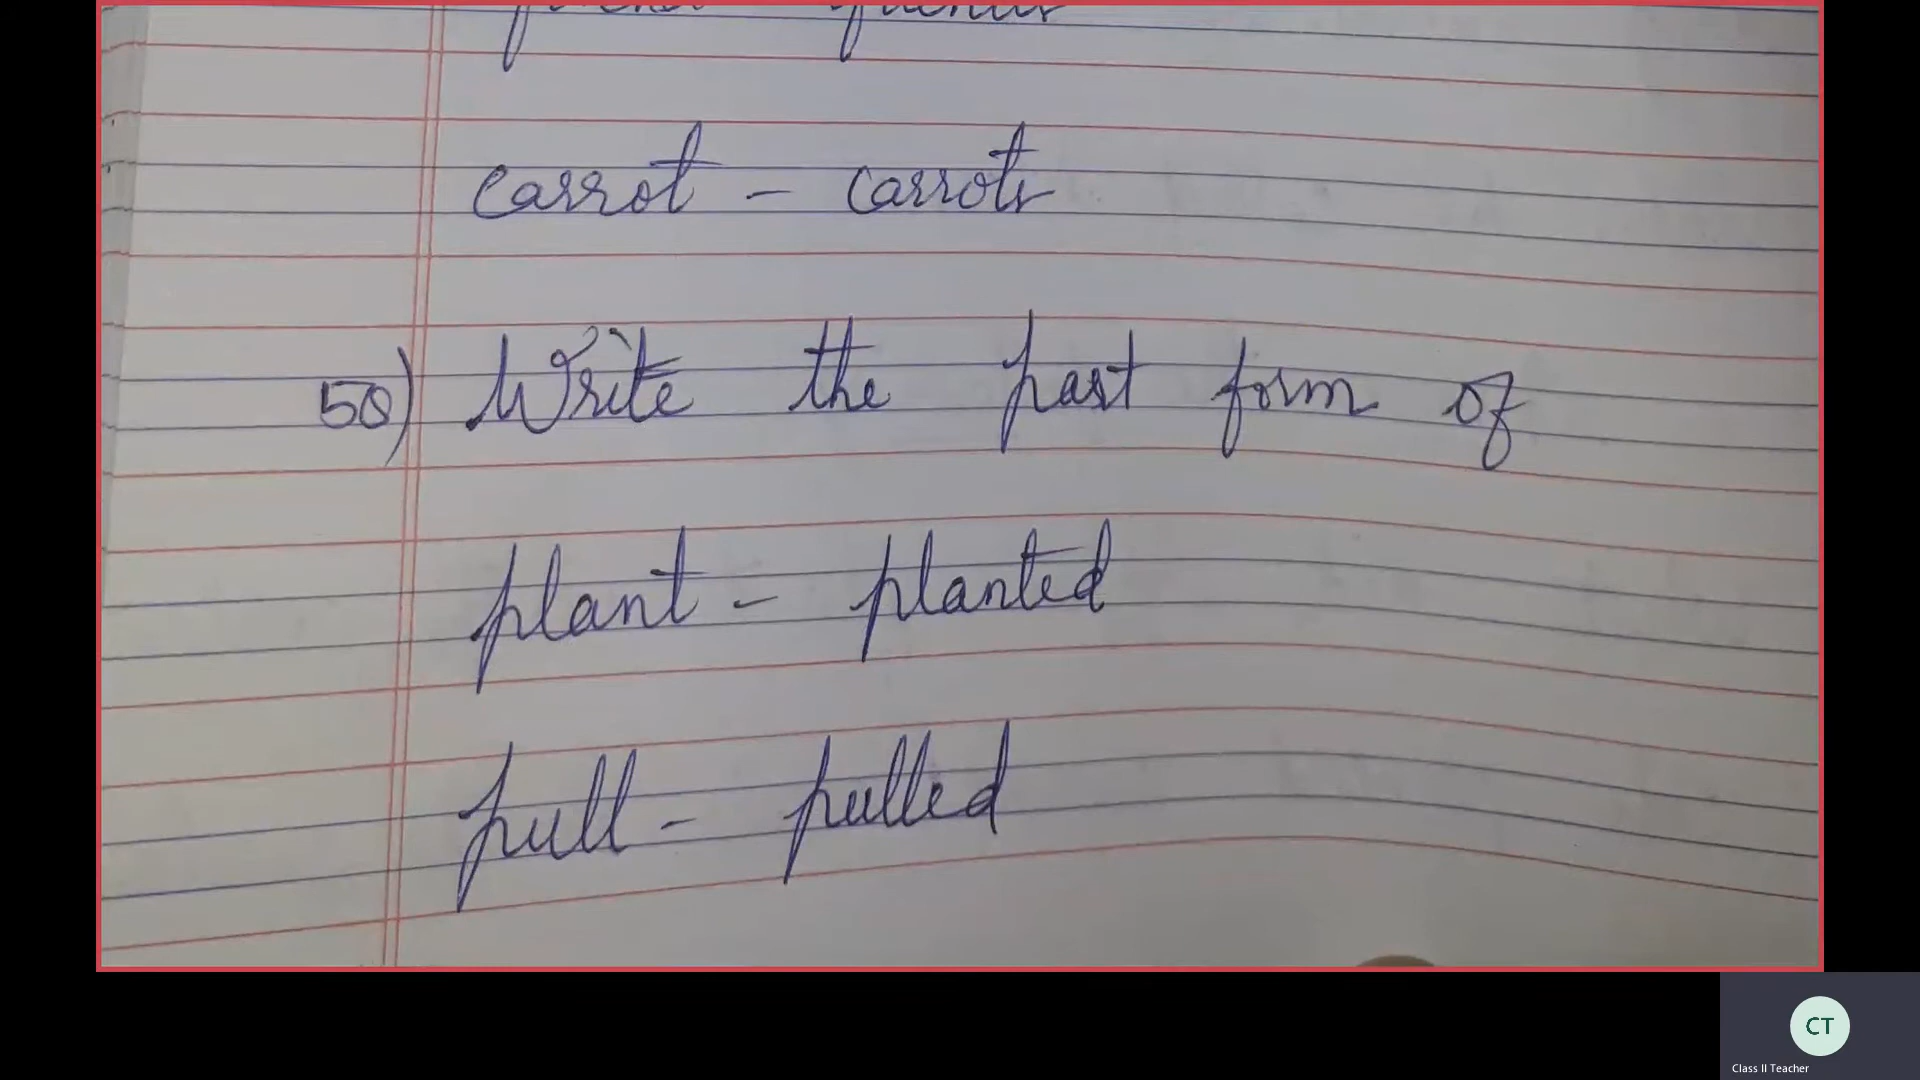 carrot - carrots
50) Write the past form of
plant - planted
pull - pulled
CT
Class II Teacher